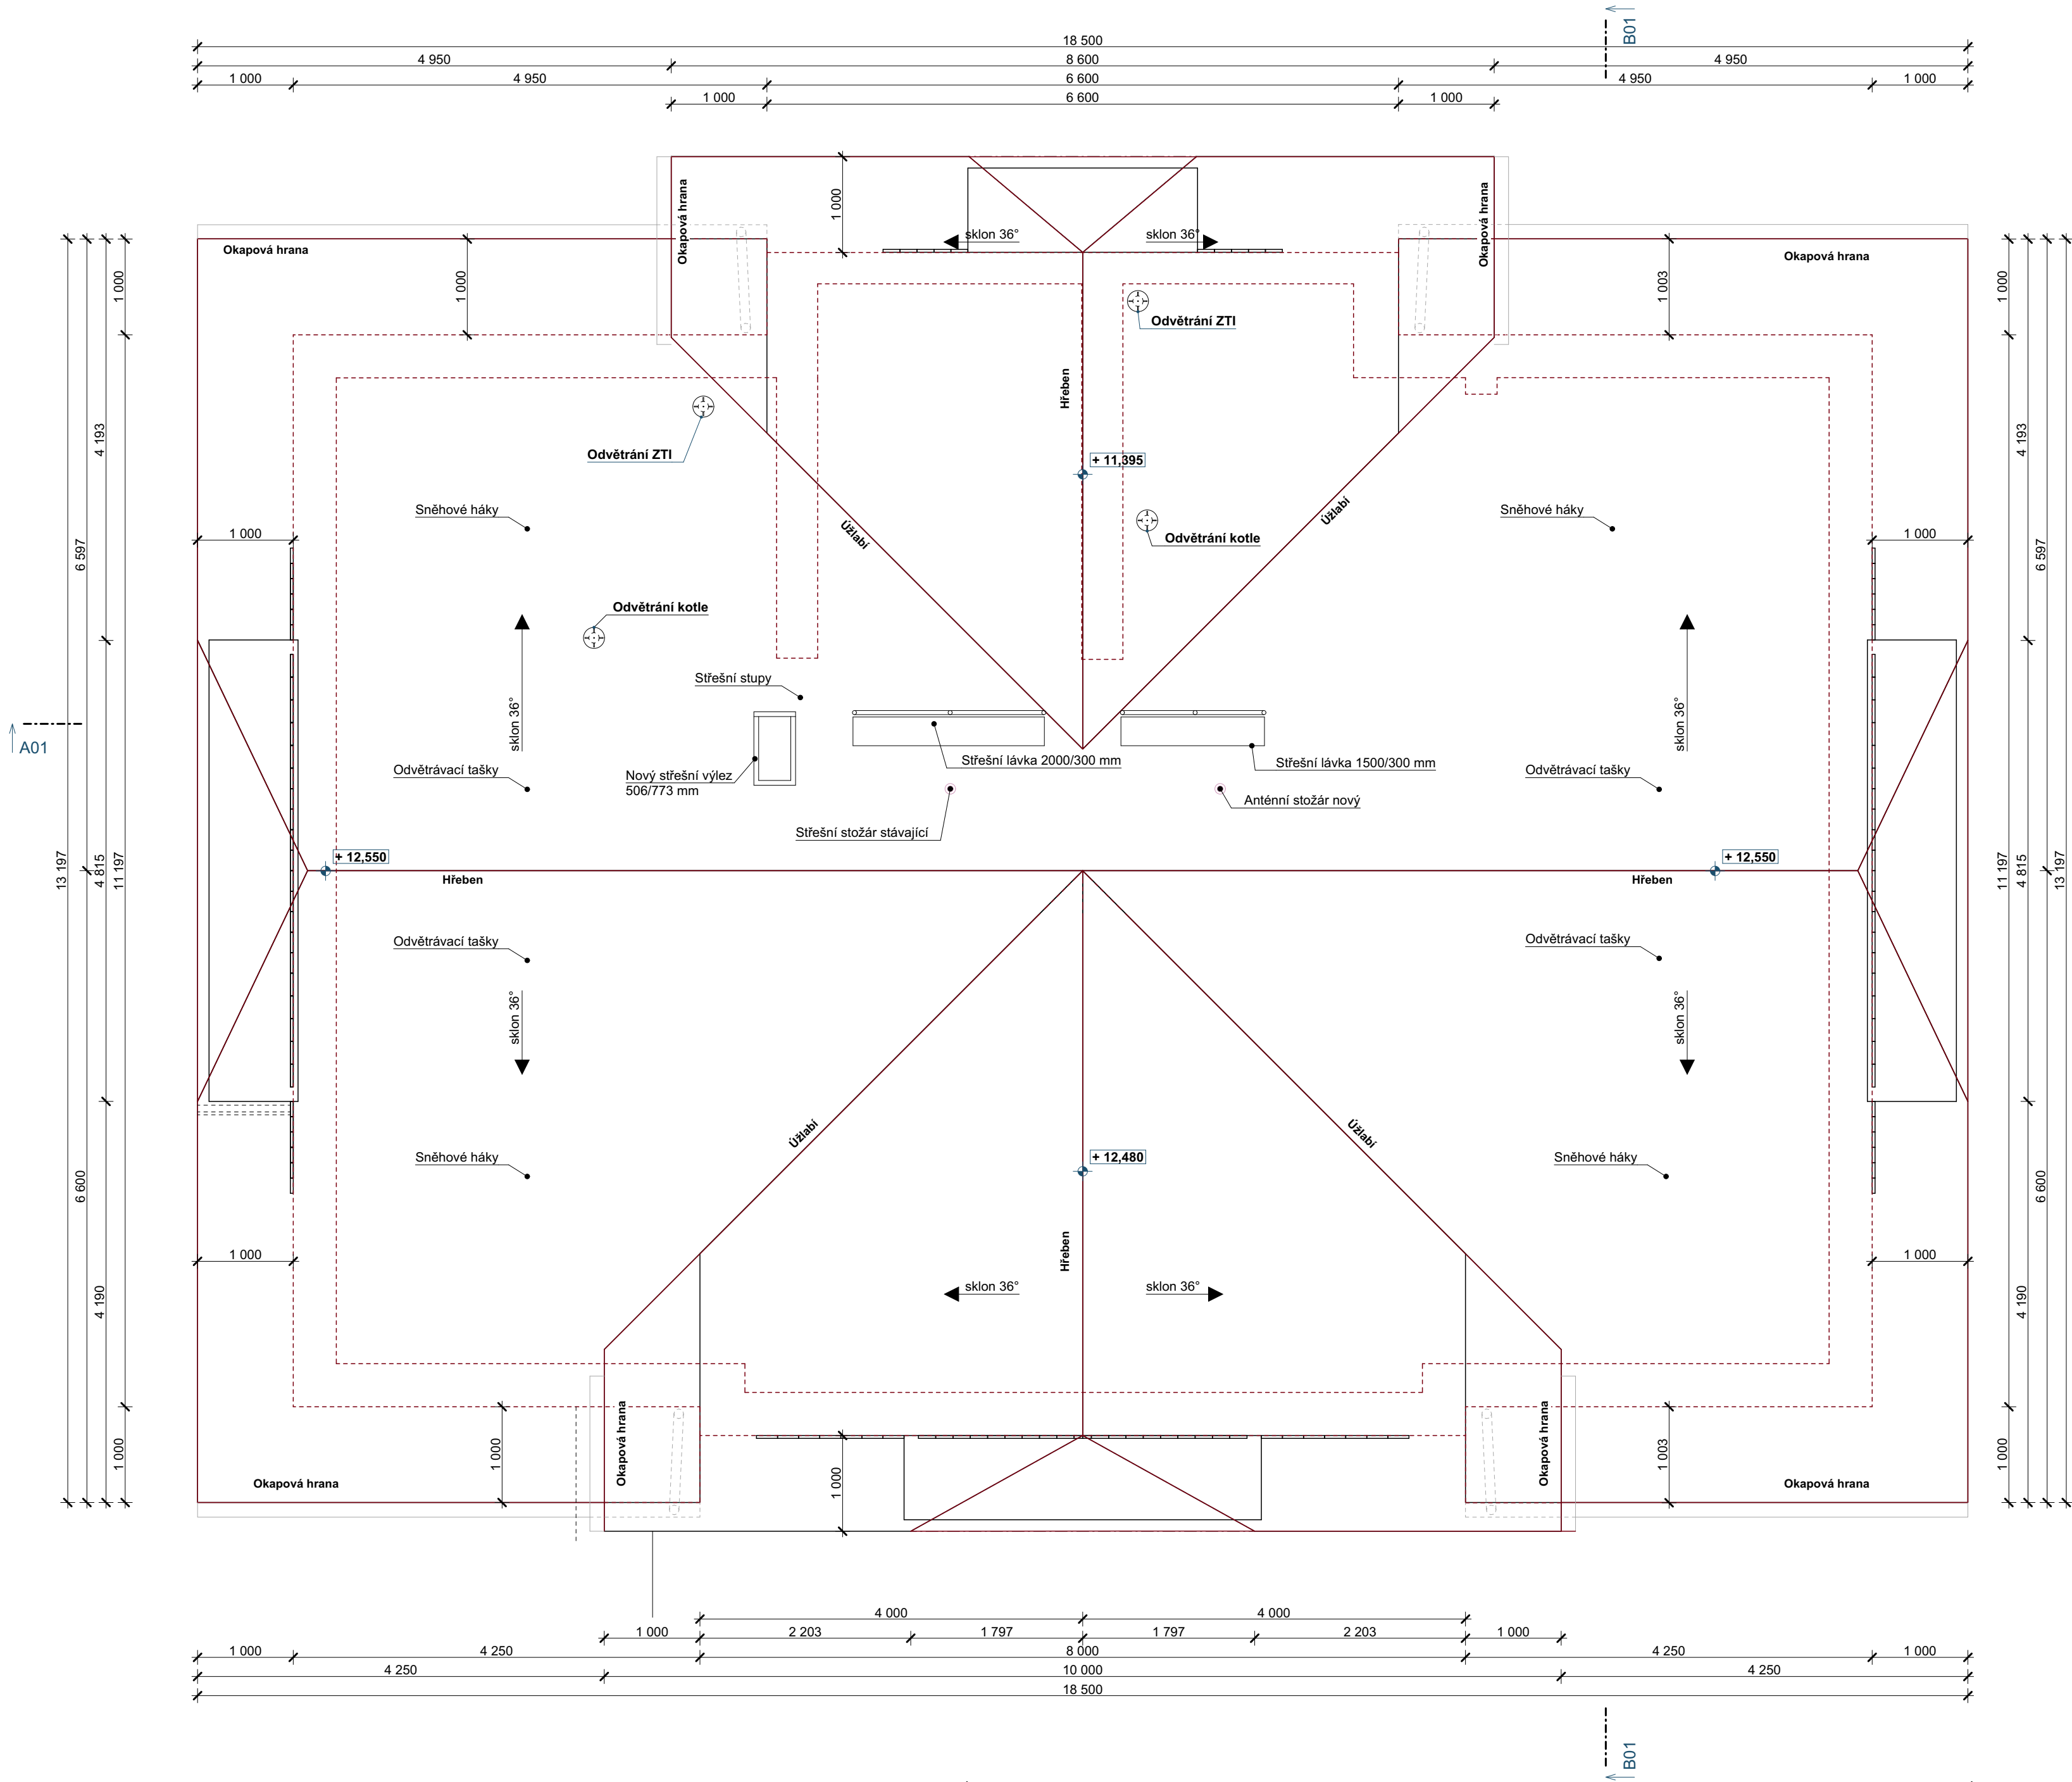 B01
18 500
4 950
8 600
4 950
1 000
4 950
6 600
4 950
1 000
1 000
6 600
1 000
Okapová hrana
Okapová hrana
1 000
sklon 36°
sklon 36°
Okapová hrana
Okapová hrana
1 000
1 000
1 003
1 000
Odvětrání ZTI
Hřeben
Odvětrání ZTI
4 193
4 193
+ 11,395
Sněhové háky
Sněhové háky
Úžlabí
Úžlabí
Odvětrání kotle
1 000
1 000
6 597
6 597
Odvětrání kotle
Střešní stupy
sklon 36°
sklon 36°
A01
Střešní lávka 2000/300 mm
Střešní lávka 1500/300 mm
Odvětrávací tašky
Odvětrávací tašky
Nový střešní výlez
506/773 mm
Anténní stožár nový
Střešní stožár stávající
+ 12,550
+ 12,550
13 197
4 815
11 197
11 197
4 815
13 197
Hřeben
Hřeben
Odvětrávací tašky
Odvětrávací tašky
sklon 36°
sklon 36°
Úžlabí
Úžlabí
Sněhové háky
+ 12,480
Sněhové háky
6 600
6 600
Hřeben
1 000
1 000
sklon 36°
sklon 36°
4 190
4 190
Okapová hrana
Okapová hrana
1 000
1 000
1 000
1 003
1 000
Okapová hrana
Okapová hrana
4 000
4 000
1 000
2 203
1 797
1 797
2 203
1 000
1 000
4 250
8 000
4 250
1 000
4 250
10 000
4 250
18 500
B01